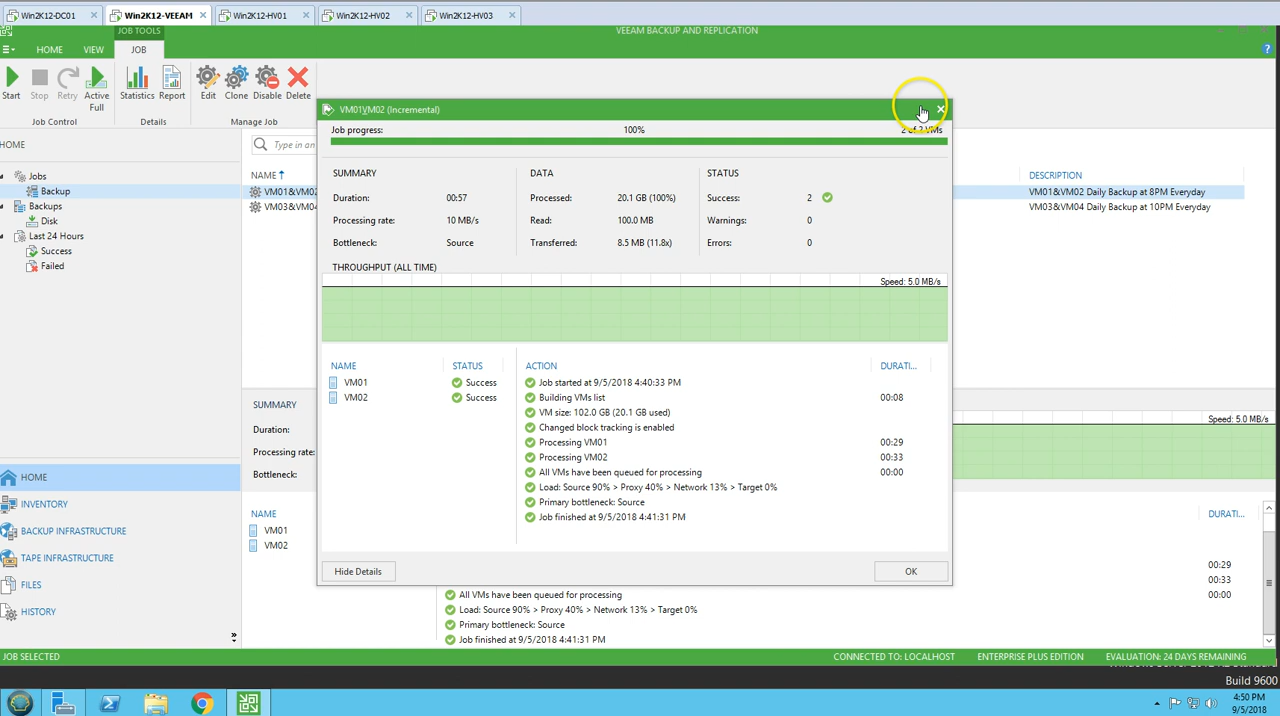 Win2K12-DC01 Win2K12-VEEAM Win2K12-HV01 Win2K12-HV02 Win2K12-HV03
JOB TOOLS VEEAM BACKUP AND REPLICATION
HOME VIEW JOB
Start Stop Retry Active Full Statistics Report Edit Clone Disable Delete
Job Control Details Manage Job
HOME
Type in an
Jobs
Backup
Backups
Disk
Last 24 Hours
Success
Failed
NAME DESCRIPTION
VM01&VM02 VM01&VM02 Daily Backup at 8PM Everyday
VM03&VM04 VM03&VM04 Daily Backup at 10PM Everyday
VM01VM02 (Incremental)
Job progress: 100% 2 of 2 VMs
SUMMARY DATA STATUS
Duration: 00:57 Processed: 20.1 GB (100%) Success: 2
Processing rate: 10 MB/s Read: 100.0 MB Warnings: 0
Bottleneck: Source Transferred: 8.5 MB (11.8x) Errors: 0
THROUGHPUT (ALL TIME)
Speed: 5.0 MB/s
NAME STATUS ACTION DURATI...
VM01 Success Job started at 9/5/2018 4:40:33 PM
VM02 Success Building VMs list 00:08
VM size: 102.0 GB (20.1 GB used)
Changed block tracking is enabled
Processing VM01 00:29
Processing VM02 00:33
All VMs have been queued for processing 00:00
Load: Source 90% > Proxy 40% > Network 13% > Target 0%
Primary bottleneck: Source
Job finished at 9/5/2018 4:41:31 PM
Hide Details OK
SUMMARY
Speed: 5.0 MB/s
Duration:
Processing rate:
Bottleneck:
NAME DURATI...
VM01
VM02
00:29
00:33
All VMs have been queued for processing 00:00
Load: Source 90% > Proxy 40% > Network 13% > Target 0%
Primary bottleneck: Source
Job finished at 9/5/2018 4:41:31 PM
HOME
INVENTORY
BACKUP INFRASTRUCTURE
TAPE INFRASTRUCTURE
FILES
HISTORY
JOB SELECTED CONNECTED TO: LOCALHOST ENTERPRISE PLUS EDITION EVALUATION: 24 DAYS REMAINING
Build 9600
4:50 PM
9/5/2018